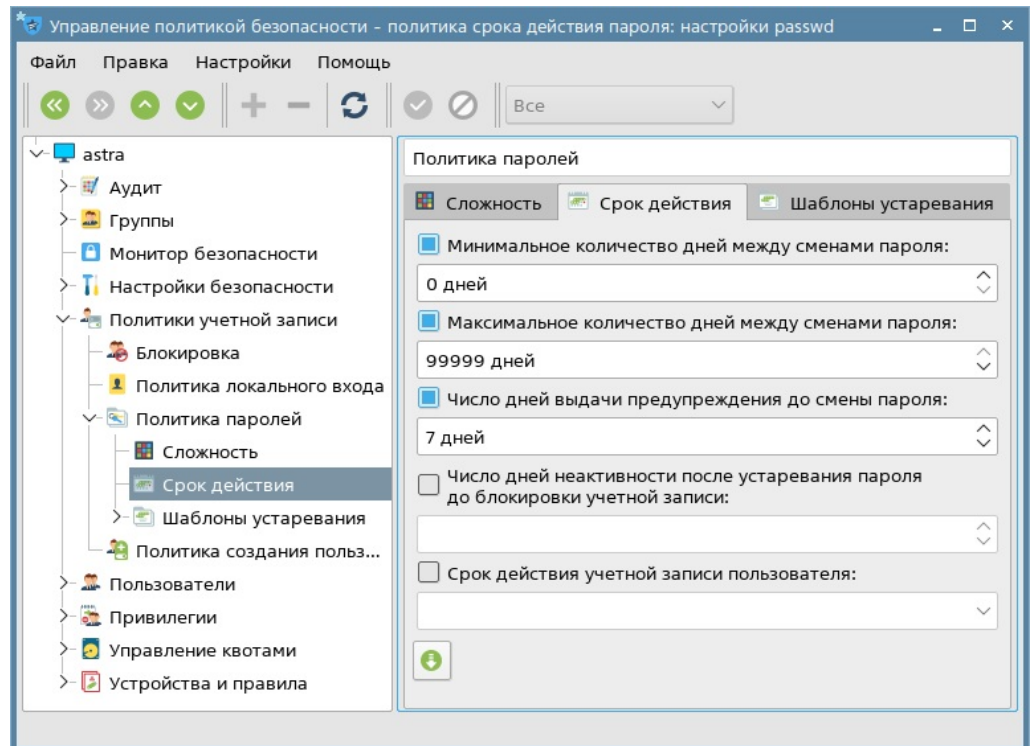 Управление политикой безопасности – политика срока действия пароля: настройки passwd
Файл Правка Настройки Помощь
Все
astra
Аудит
Группы
Монитор безопасности
Настройки безопасности
Политики учетной записи
Блокировка
Политика локального входа
Политика паролей
Сложность
Срок действия
Шаблоны устаревания
Политика создания польз...
Пользователи
Привилегии
Управление квотами
Устройства и правила
Политика паролей
Сложность Срок действия Шаблоны устаревания
Минимальное количество дней между сменами пароля:
0 дней
Максимальное количество дней между сменами пароля:
99999 дней
Число дней выдачи предупреждения до смены пароля:
7 дней
Число дней неактивности после устаревания пароля
до блокировки учетной записи:
Срок действия учетной записи пользователя: